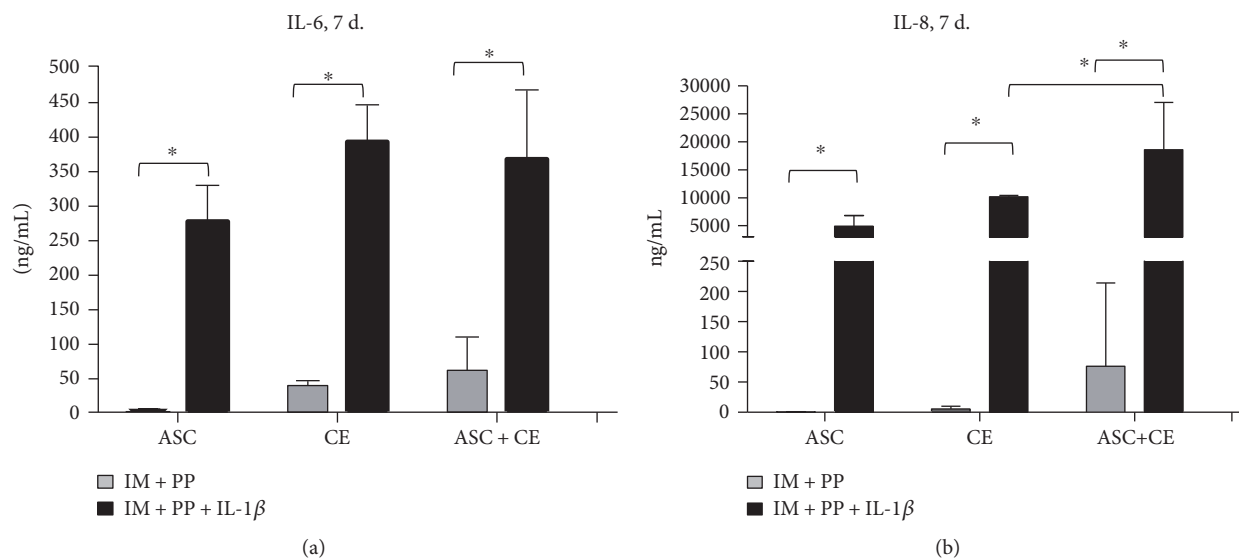 IL-6, 7 d.
(ng/mL)
500
450
400
350
300
250
200
150
100
50
0
*
*
*
ASC
CE
ASC + CE
IM + PP
IM + PP + IL-1β
(a)
IL-8, 7 d.
ng/mL
30000
25000
20000
15000
10000
5000
250
200
150
100
50
0
*
*
*
*
ASC
CE
ASC+CE
IM + PP
IM + PP + IL-1β
(b)